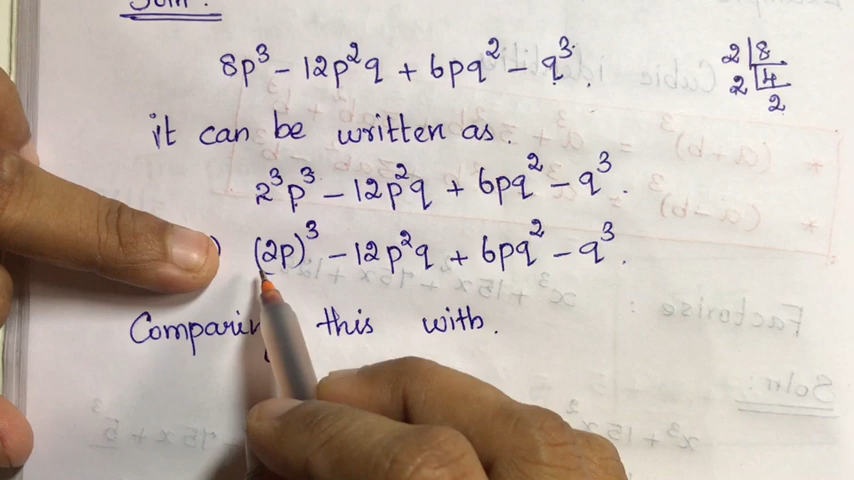 Soln:
8p³ - 12p²q + 6pq² - q³.
2 | 8
2 | 4
2
it can be written as.
2³p³ - 12p²q + 6pq² - q³.
(2p)³ - 12p²q + 6pq² - q³.
this with.